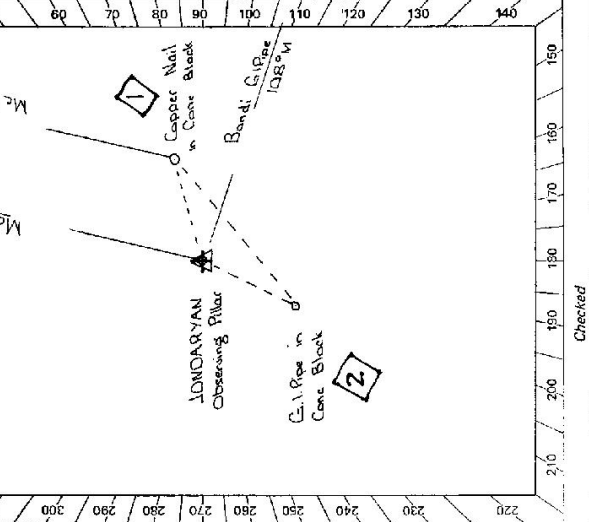 60 70 80 90 100 110 120 130 140
150
160
170
180
190
200
210
300 290 280 270 260 250 240 230 220
Mc
1
Copper Nail
in Conc Block
Bandi GIPipe
108°M
JONDARYAN
Observing Pillar
G.I. Pipe in
Conc Block
2
Checked